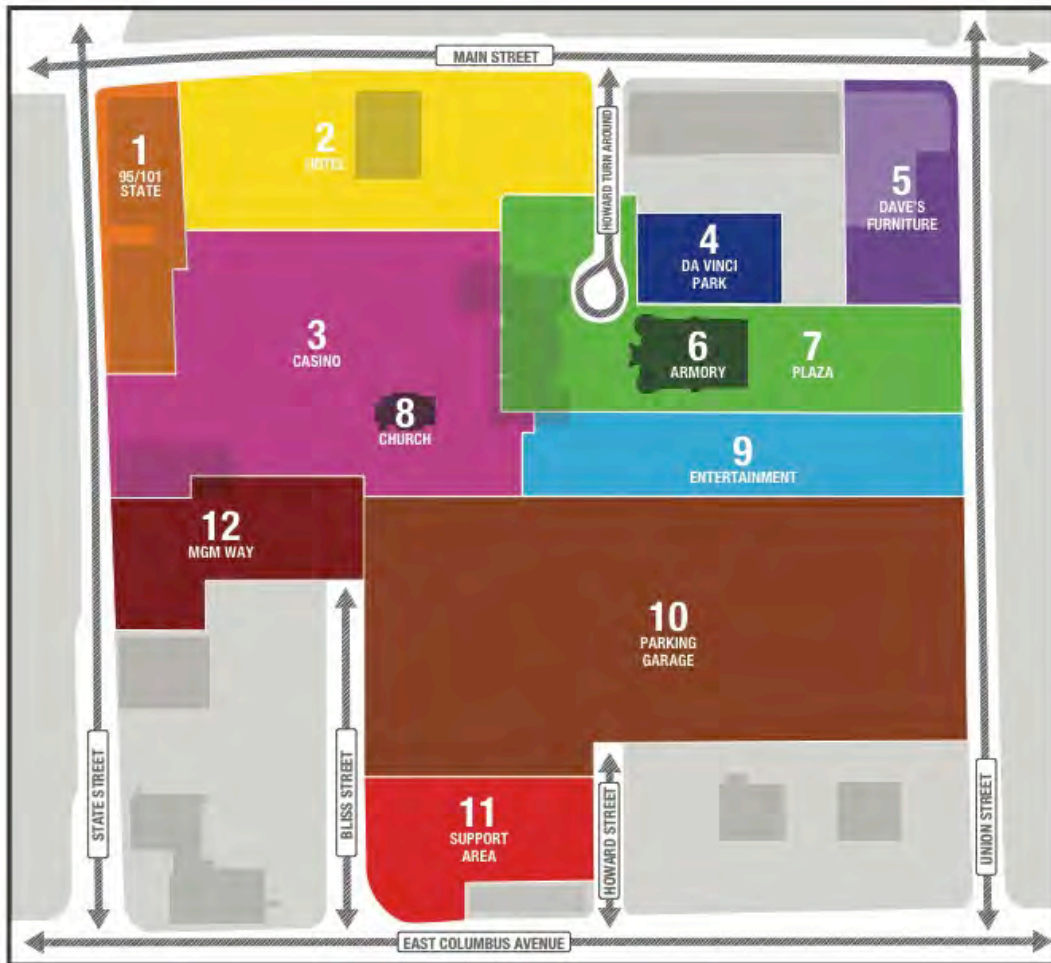 MAIN STREET
1
95/101
STATE
2
HOTEL
HOWARD TURN AROUND
5
DAVE'S
FURNITURE
4
DA VINCI
PARK
3
CASINO
6
ARMORY
7
PLAZA
8
CHURCH
9
ENTERTAINMENT
12
MGM WAY
10
PARKING
GARAGE
STATE STREET
BLISS STREET
11
SUPPORT
AREA
HOWARD STREET
UNION STREET
EAST COLUMBUS AVENUE